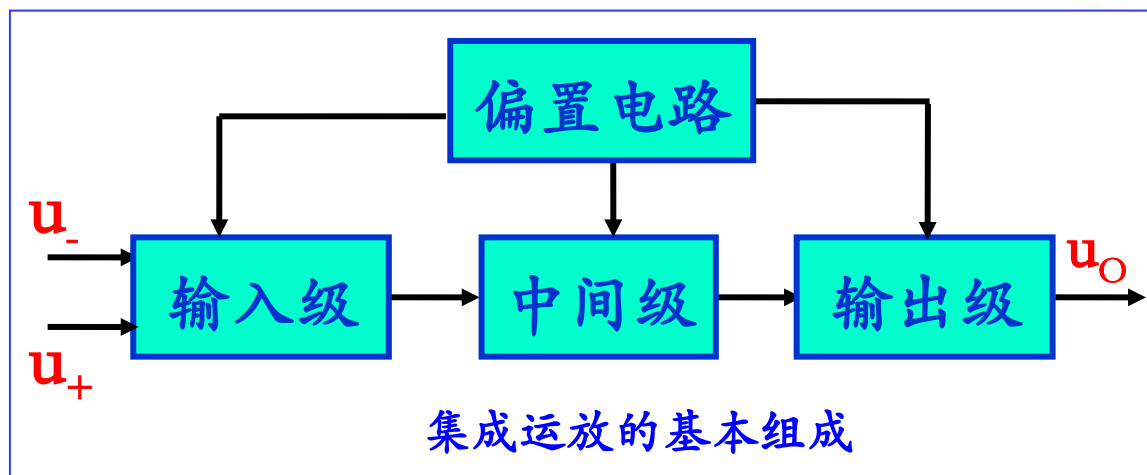 偏置电路
u-
输入级
中间级
输出级
uO
u+
集成运放的基本组成